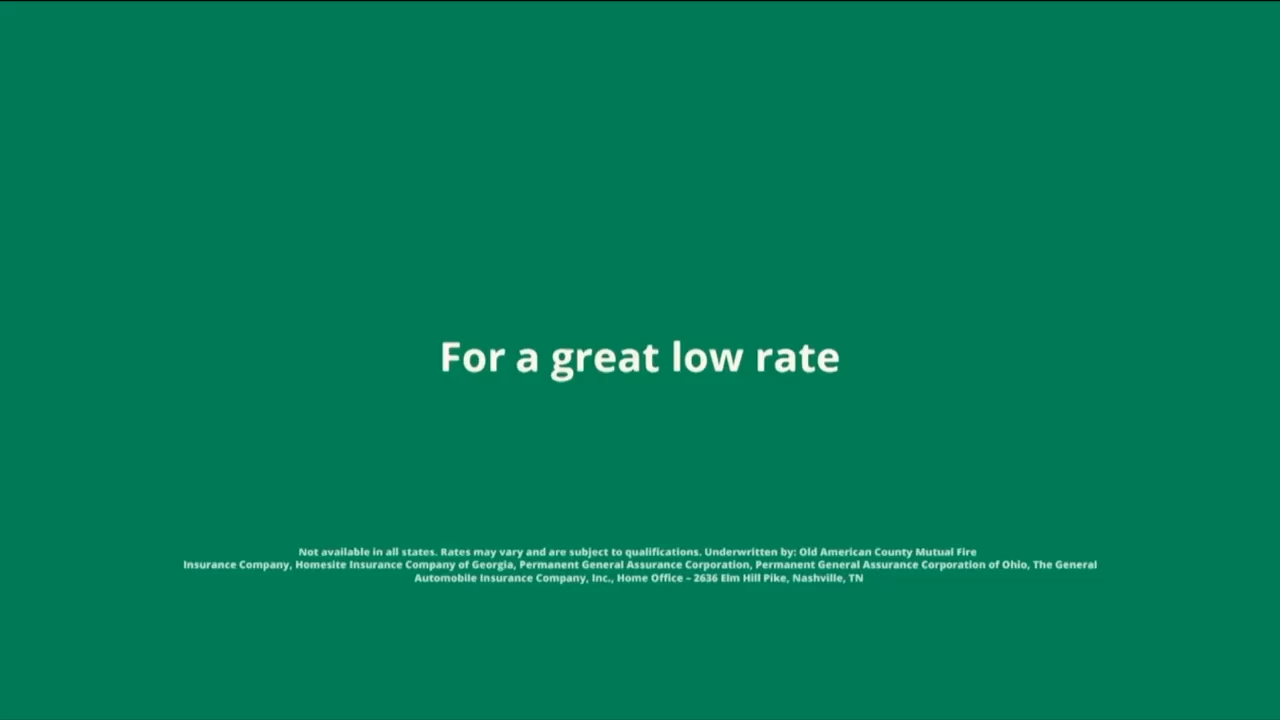 For a great low rate
Not available in all states. Rates may vary and are subject to qualifications. Underwritten by: Old American County Mutual Fire
Insurance Company, Homesite Insurance Company of Georgia, Permanent General Assurance Corporation, Permanent General Assurance Corporation of Ohio, The General
Automobile Insurance Company, Inc., Home Office – 2636 Elm Hill Pike, Nashville, TN